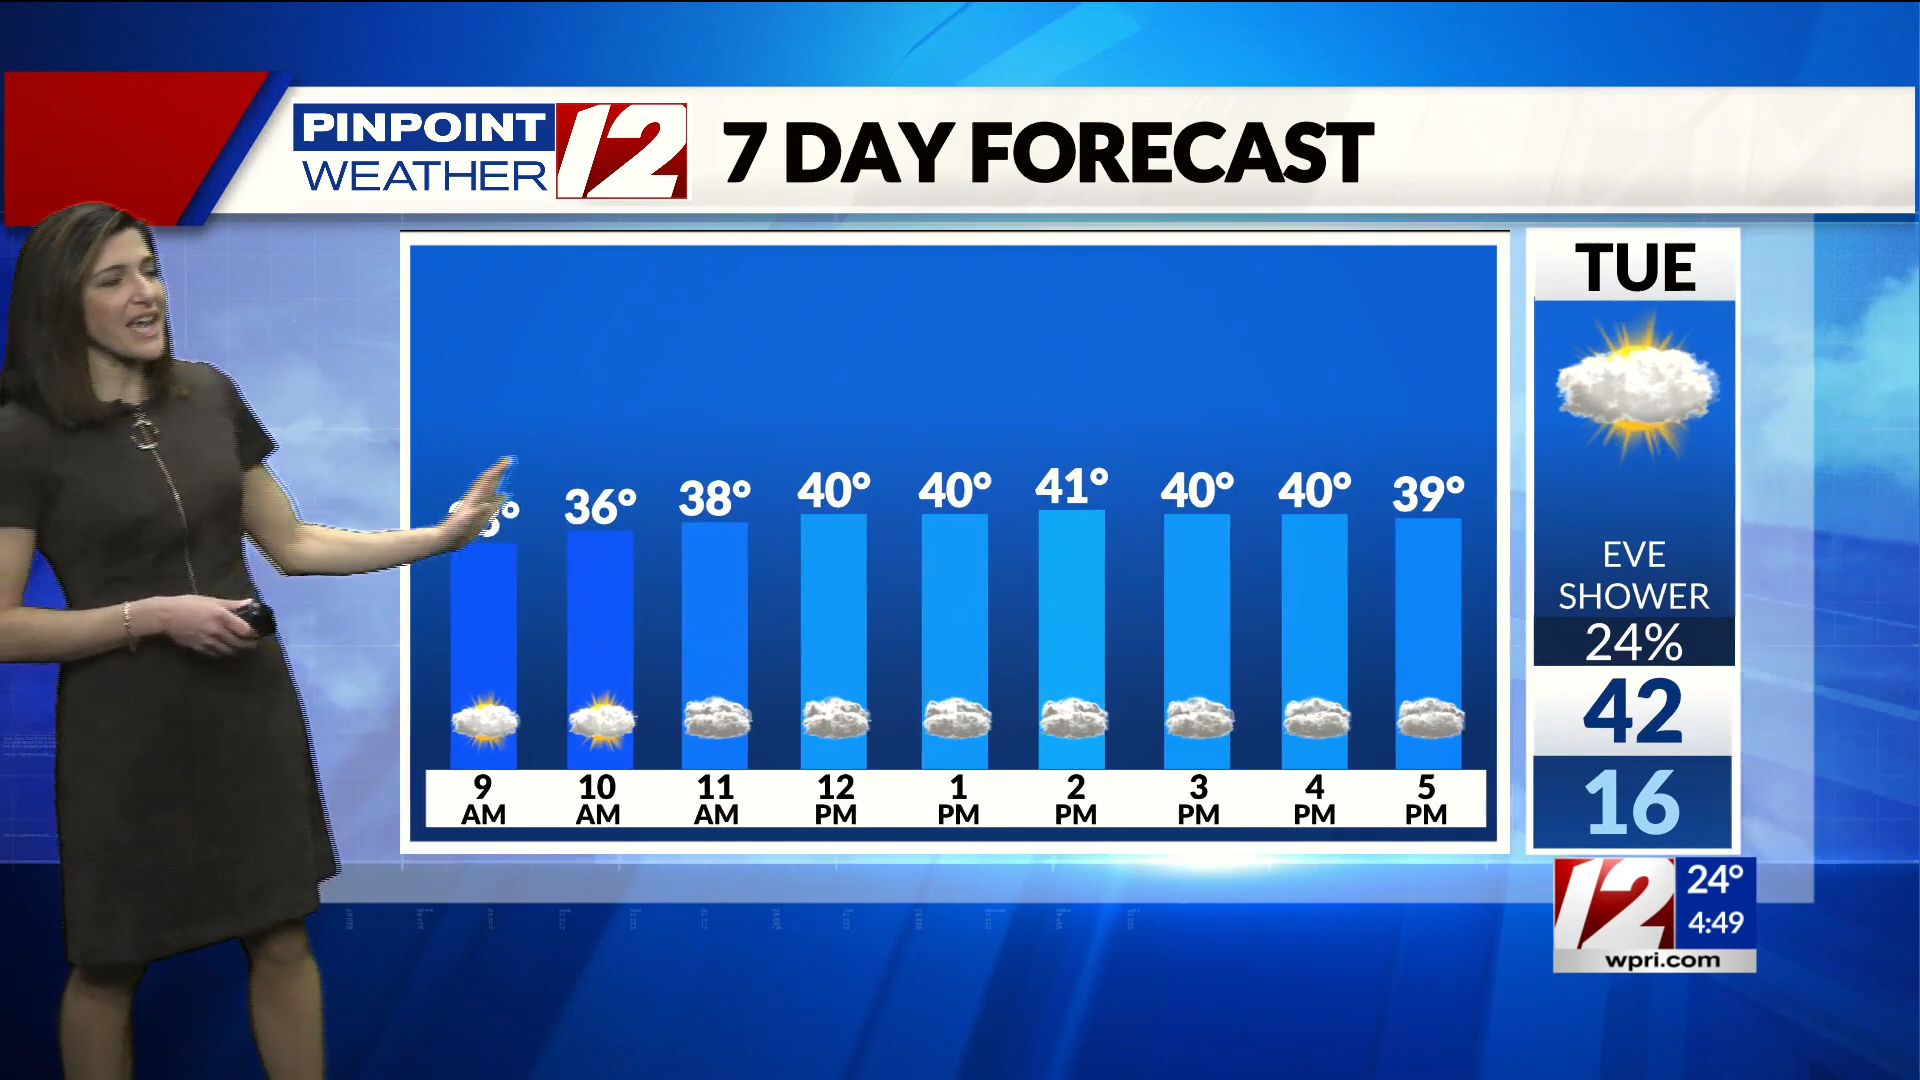 PINPOINT
WEATHER
12
7 DAY FORECAST
TUE
36°
38°
40°
40°
41°
40°
40°
39°
EVE
SHOWER
24%
42
16
9
AM
10
AM
11
AM
12
PM
1
PM
2
PM
3
PM
4
PM
5
PM
12
24°
4:49
wpri.com